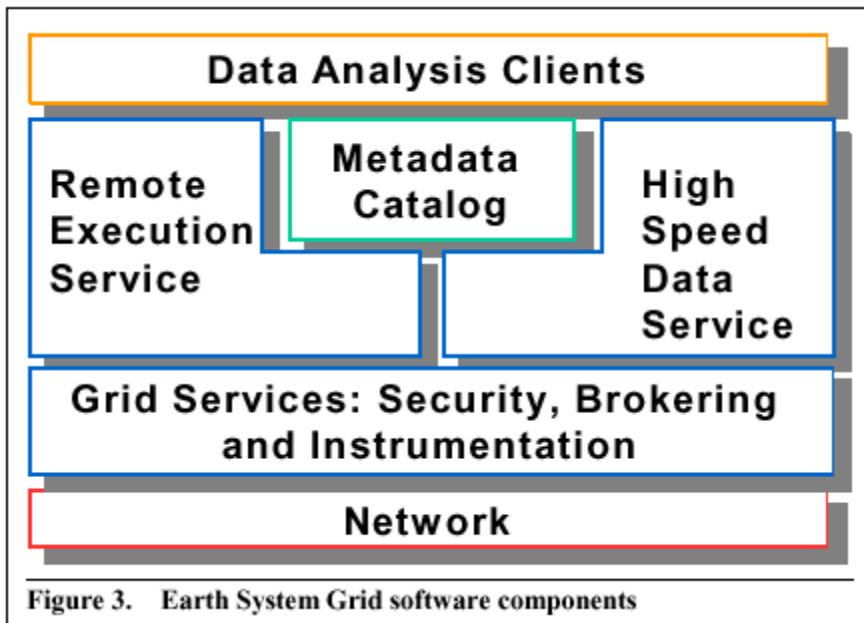 Data Analysis Clients
Remote
Execution
Service
Metadata
Catalog
High
Speed
Data
Service
Grid Services: Security, Brokering
and Instrumentation
Network
Figure 3. Earth System Grid software components